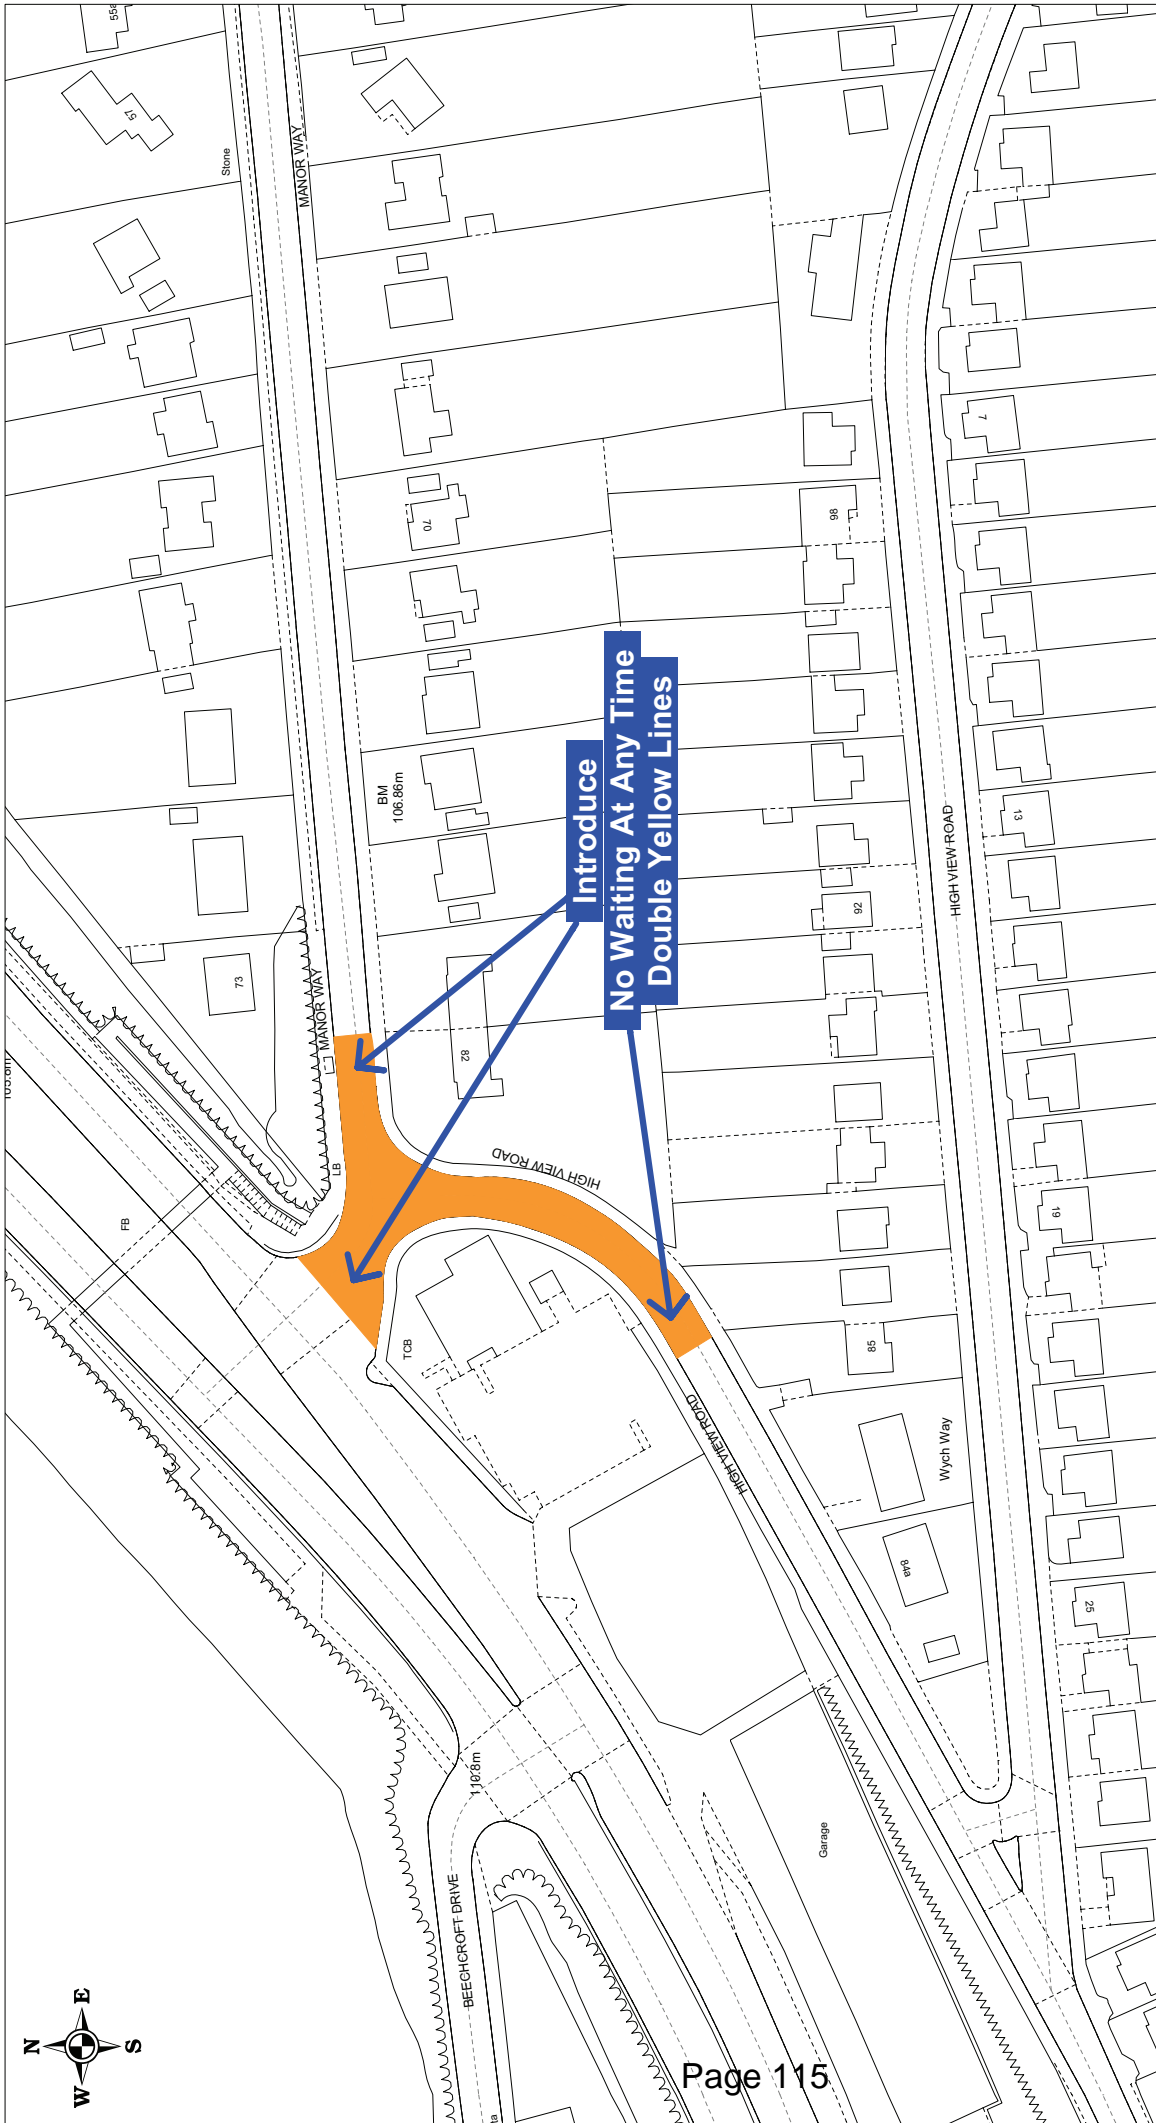 55a
57
Stone
MANOR WAY
70
BM
106.86m
73
MANOR WAY
82
LB
FB
HIGH VIEW ROAD
TCB
HIGH VIEW ROAD
HIGH VIEW ROAD
Introduce
No Waiting At Any Time
Double Yellow Lines
7
98
13
92
19
85
Wych Way
84a
25
110.8m
BEECHCROFT DRIVE
Garage
N
E
S
W
Page 115